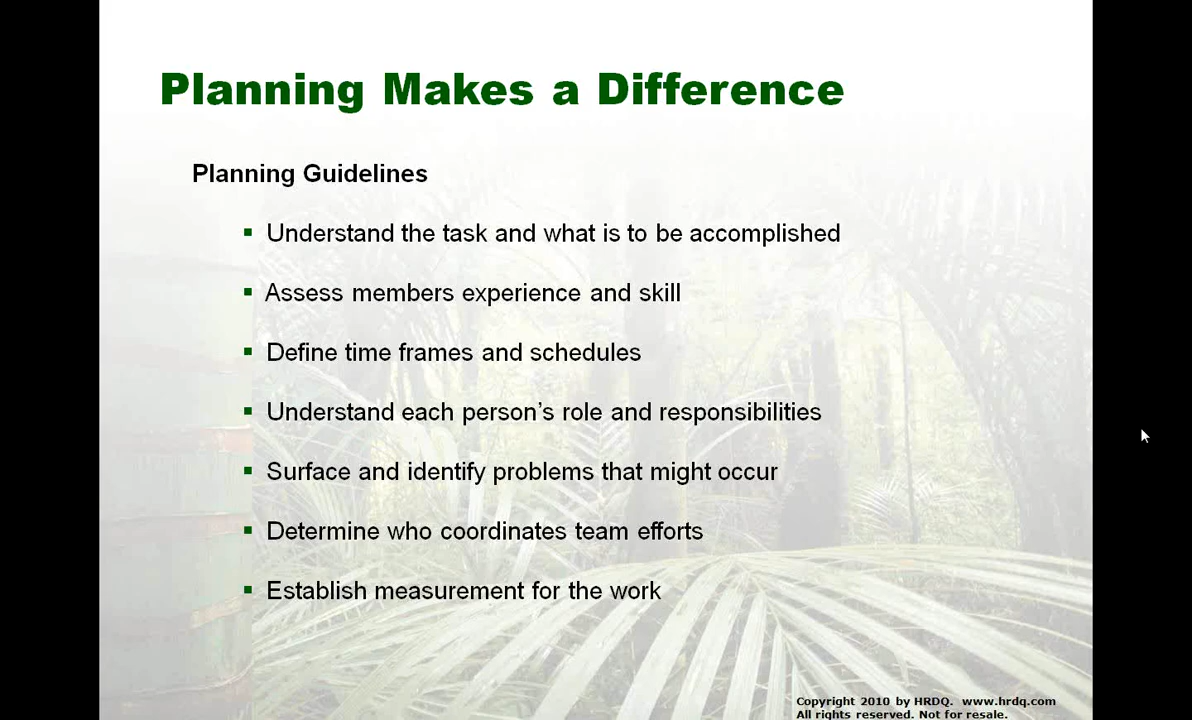 Planning Makes a Difference
Planning Guidelines
▪ Understand the task and what is to be accomplished
▪ Assess members experience and skill
▪ Define time frames and schedules
▪ Understand each person’s role and responsibilities
▪ Surface and identify problems that might occur
▪ Determine who coordinates team efforts
▪ Establish measurement for the work
Copyright 2010 by HRDQ. www.hrdq.com
All rights reserved. Not for resale.